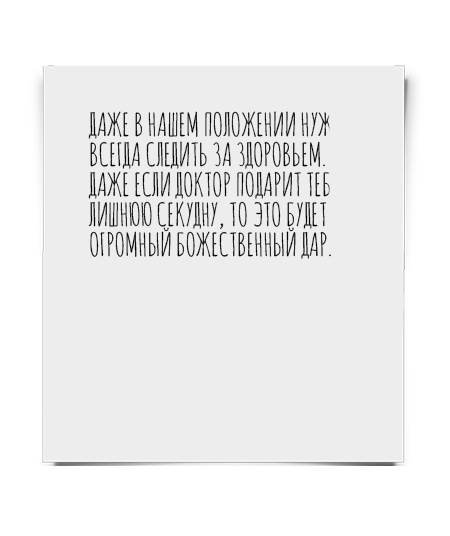 ДАЖЕ В НАШЕМ ПОЛОЖЕНИИ НУЖ
ВСЕГДА СЛЕДИТЬ ЗА ЗДОРОВЬЕМ.
ДАЖЕ ЕСЛИ ДОКТОР ПОДАРИТ ТЕБ
ЛИШНЮЮ СЕКУДНУ, ТО ЭТО БУДЕТ
ОГРОМНЫЙ БОЖЕСТВЕННЫЙ ДАР.